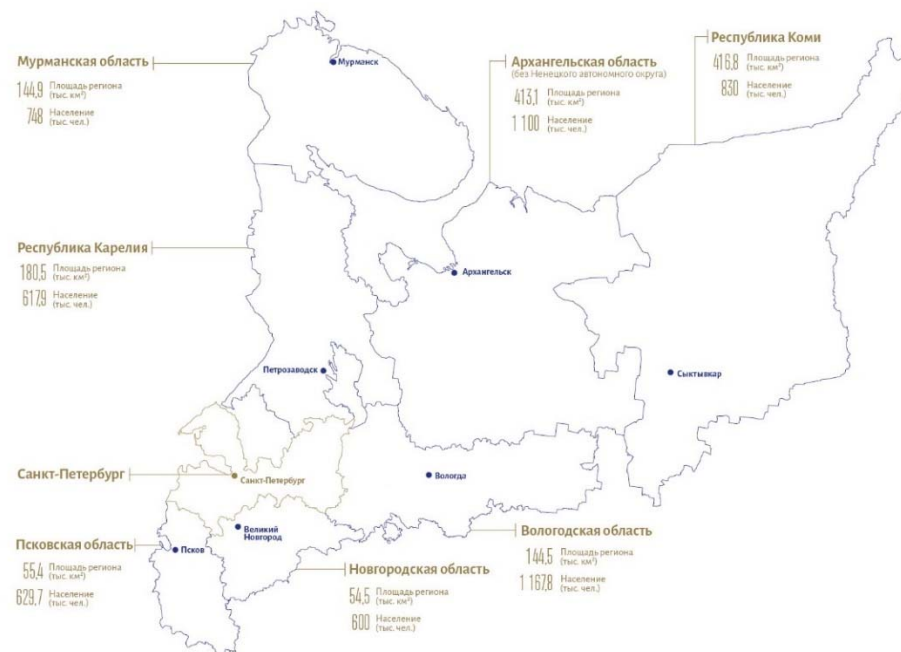 Мурманская область
144,9 Площадь региона
(тыс. км²)
748 Население
(тыс. чел.)
Мурманск
Архангельская область
(без Ненецкого автономного округа)
413,1 Площадь региона
(тыс. км²)
1 100 Население
(тыс. чел.)
Республика Коми
416,8 Площадь региона
(тыс. км²)
830 Население
(тыс. чел.)
Республика Карелия
180,5 Площадь региона
(тыс. км²)
617,9 Население
(тыс. чел.)
Архангельск
Петрозаводск
Сыктывкар
Санкт-Петербург
Санкт-Петербург
Вологда
Великий
Новгород
Псков
Псковская область
55,4 Площадь региона
(тыс. км²)
629,7 Население
(тыс. чел.)
Новгородская область
54,5 Площадь региона
(тыс. км²)
600 Население
(тыс. чел.)
Вологодская область
144,5 Площадь региона
(тыс. км²)
1 167,8 Население
(тыс. чел.)